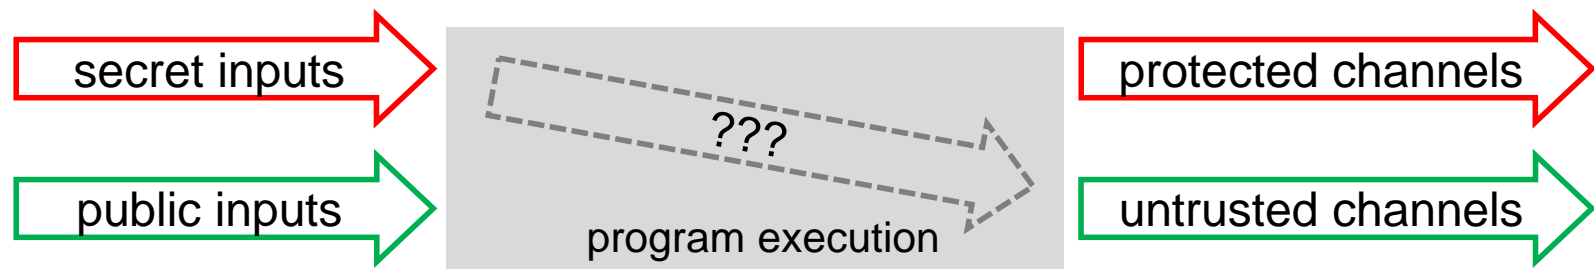 secret inputs
protected channels
???
public inputs
untrusted channels
program execution